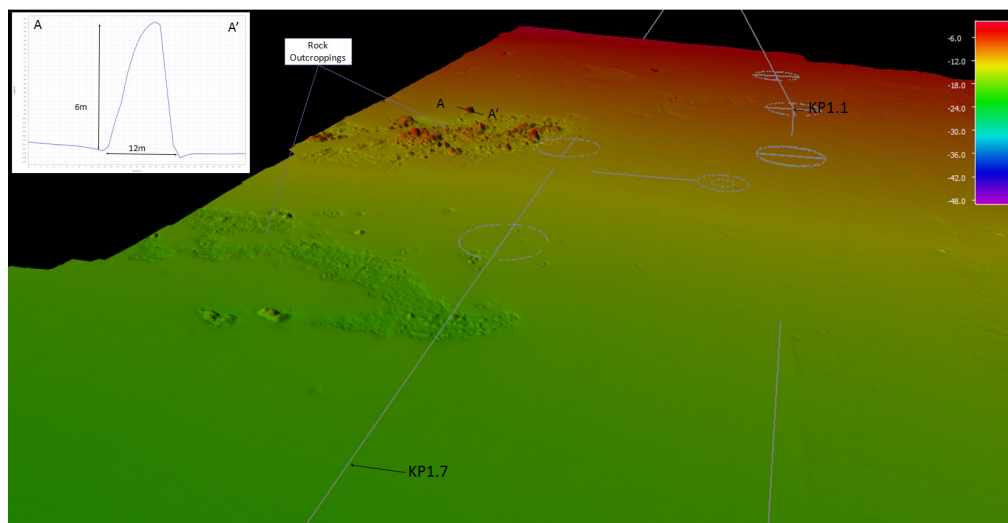 A
A'
6m
12m
Rock
Outcroppings
A
A'
KP1.1
KP1.7
-6.0
-12.0
-18.0
-24.0
-30.0
-36.0
-42.0
-48.0